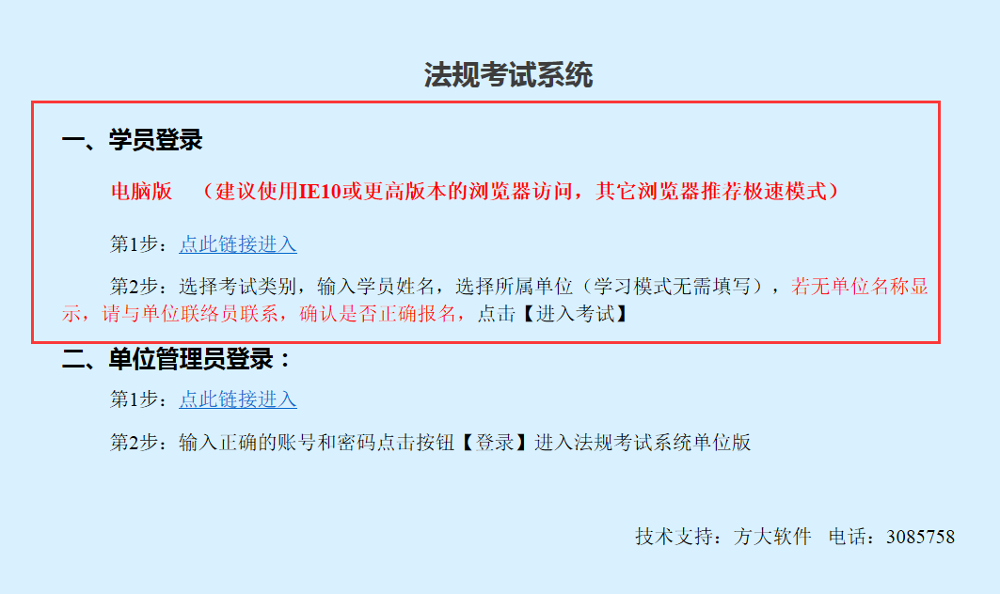 法规考试系统
一、学员登录
电脑版 （建议使用IE10或更高版本的浏览器访问，其它浏览器推荐极速模式）
第1步：点此链接进入
第2步：选择考试类别，输入学员姓名，选择所属单位（学习模式无需填写），若无单位名称显
示，请与单位联络员联系，确认是否正确报名，点击【进入考试】
二、单位管理员登录：
第1步：点此链接进入
第2步：输入正确的账号和密码点击按钮【登录】进入法规考试系统单位版
技术支持：方大软件 电话：3085758